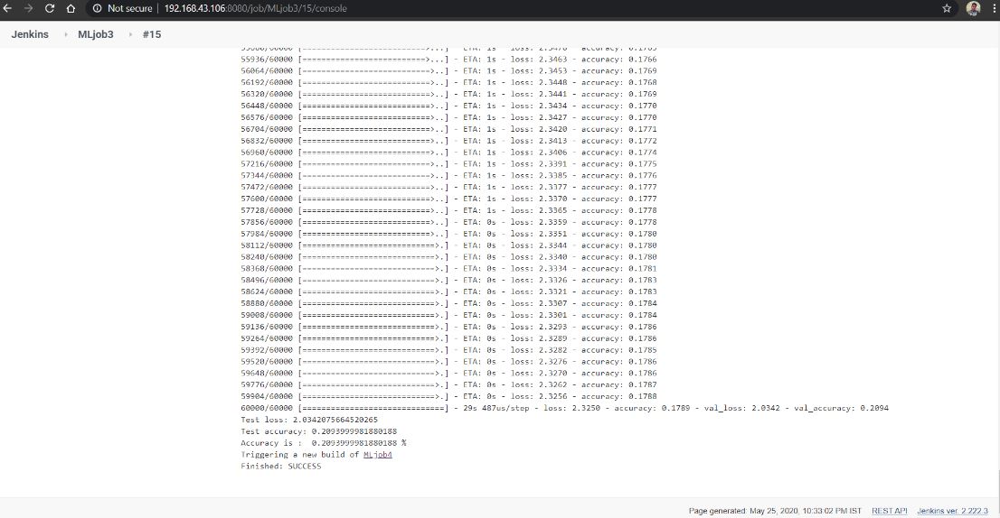 Not secure | 192.168.43.106:8080/job/MLjob3/15/console
Jenkins MLjob3 #15
55936/60000 [===========================>...] - ETA: 1s - loss: 2.3463 - accuracy: 0.1766
56064/60000 [============================>..] - ETA: 1s - loss: 2.3453 - accuracy: 0.1769
56192/60000 [============================>..] - ETA: 1s - loss: 2.3448 - accuracy: 0.1768
56320/60000 [============================>..] - ETA: 1s - loss: 2.3441 - accuracy: 0.1769
56448/60000 [============================>..] - ETA: 1s - loss: 2.3434 - accuracy: 0.1770
56576/60000 [============================>..] - ETA: 1s - loss: 2.3427 - accuracy: 0.1770
56704/60000 [============================>..] - ETA: 1s - loss: 2.3420 - accuracy: 0.1771
56832/60000 [============================>..] - ETA: 1s - loss: 2.3413 - accuracy: 0.1772
56960/60000 [============================>..] - ETA: 1s - loss: 2.3406 - accuracy: 0.1774
57216/60000 [============================>..] - ETA: 1s - loss: 2.3391 - accuracy: 0.1775
57344/60000 [============================>..] - ETA: 1s - loss: 2.3385 - accuracy: 0.1776
57472/60000 [============================>..] - ETA: 1s - loss: 2.3377 - accuracy: 0.1777
57600/60000 [============================>..] - ETA: 1s - loss: 2.3370 - accuracy: 0.1777
57728/60000 [============================>..] - ETA: 1s - loss: 2.3365 - accuracy: 0.1778
57856/60000 [============================>..] - ETA: 0s - loss: 2.3359 - accuracy: 0.1778
57984/60000 [============================>..] - ETA: 0s - loss: 2.3351 - accuracy: 0.1780
58112/60000 [=============================>.] - ETA: 0s - loss: 2.3344 - accuracy: 0.1780
58240/60000 [=============================>.] - ETA: 0s - loss: 2.3340 - accuracy: 0.1780
58368/60000 [=============================>.] - ETA: 0s - loss: 2.3334 - accuracy: 0.1781
58496/60000 [=============================>.] - ETA: 0s - loss: 2.3326 - accuracy: 0.1783
58624/60000 [=============================>.] - ETA: 0s - loss: 2.3321 - accuracy: 0.1783
58880/60000 [=============================>.] - ETA: 0s - loss: 2.3307 - accuracy: 0.1784
59008/60000 [=============================>.] - ETA: 0s - loss: 2.3301 - accuracy: 0.1784
59136/60000 [=============================>.] - ETA: 0s - loss: 2.3293 - accuracy: 0.1786
59264/60000 [=============================>.] - ETA: 0s - loss: 2.3289 - accuracy: 0.1786
59392/60000 [=============================>.] - ETA: 0s - loss: 2.3282 - accuracy: 0.1785
59520/60000 [=============================>.] - ETA: 0s - loss: 2.3276 - accuracy: 0.1786
59648/60000 [=============================>.] - ETA: 0s - loss: 2.3270 - accuracy: 0.1786
59776/60000 [=============================>.] - ETA: 0s - loss: 2.3262 - accuracy: 0.1787
59904/60000 [=============================>.] - ETA: 0s - loss: 2.3256 - accuracy: 0.1788
60000/60000 [==============================] - 29s 487us/step - loss: 2.3250 - accuracy: 0.1789 - val_loss: 2.0342 - val_accuracy: 0.2094
Test loss: 2.0342075664520265
Test accuracy: 0.2093999981880188
Accuracy is :  0.2093999981880188 %
Triggering a new build of MLjob4
Finished: SUCCESS
Page generated: May 25, 2020, 10:33:02 PM IST REST API Jenkins ver. 2.222.3